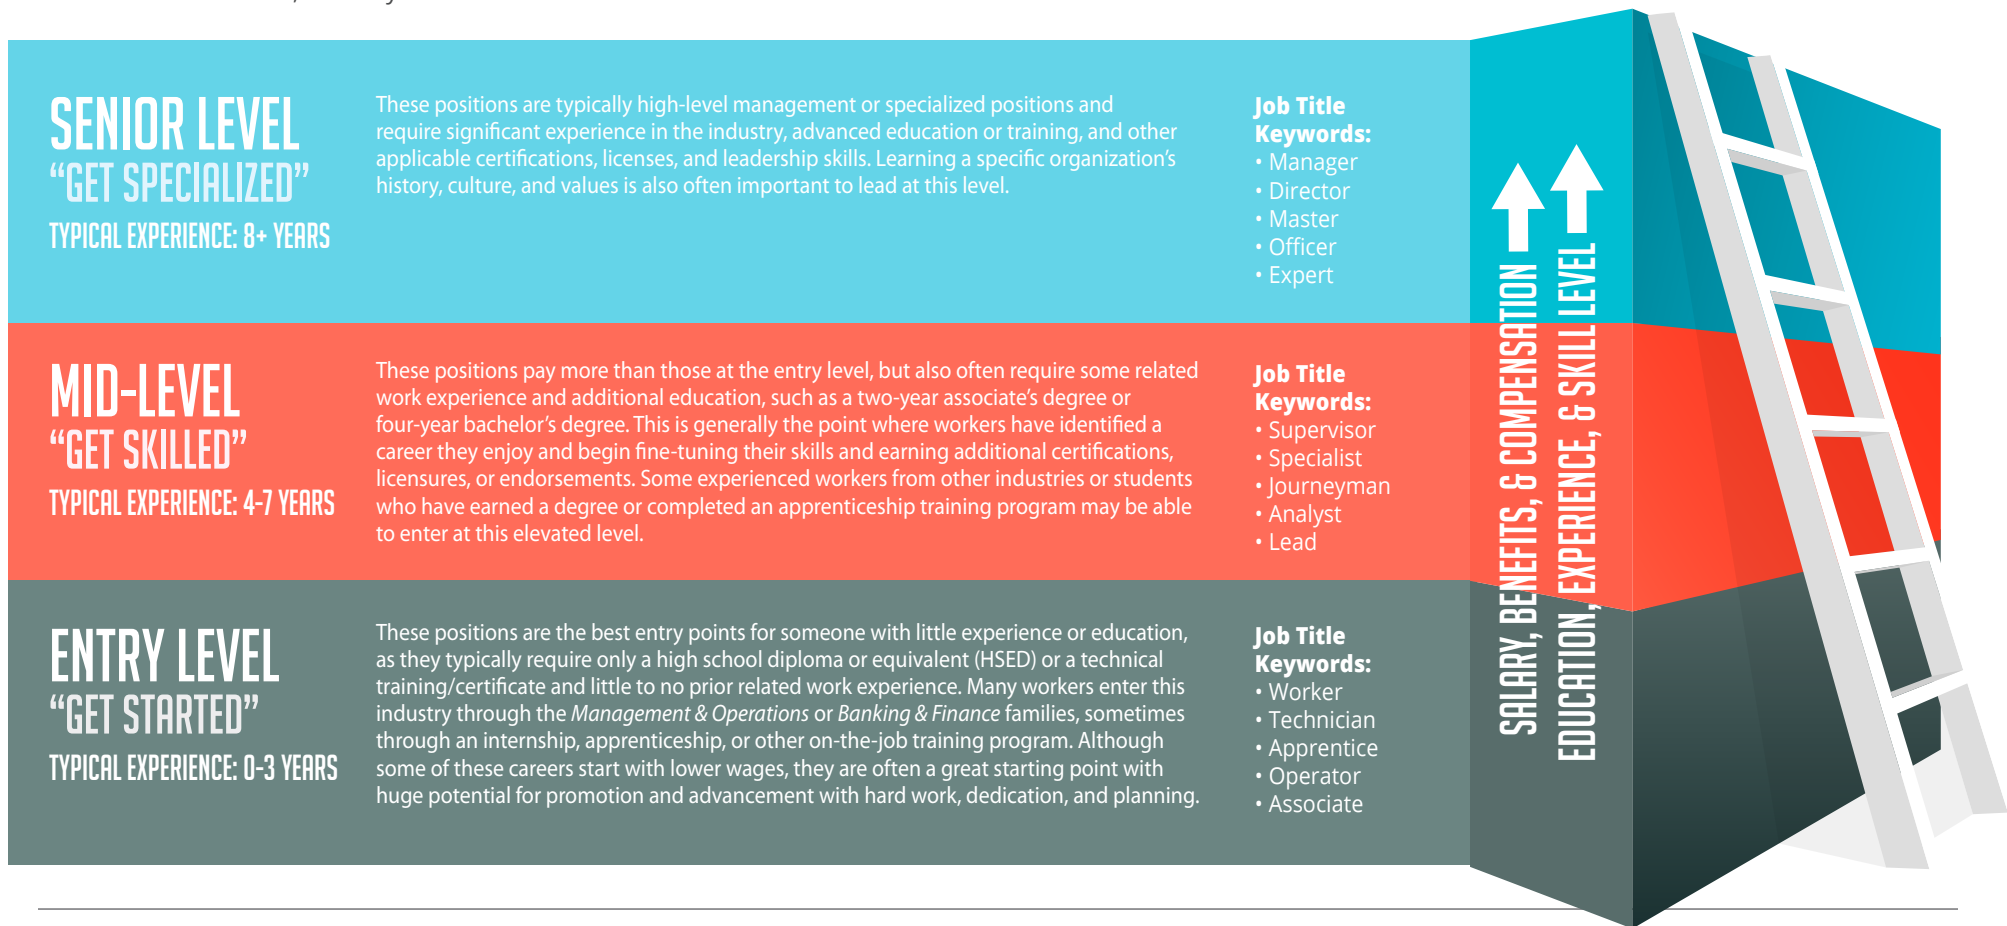 SENIOR LEVEL
“GET SPECIALIZED”
TYPICAL EXPERIENCE: 8+ YEARS
These positions are typically high-level management or specialized positions and
require significant experience in the industry, advanced education or training, and other
applicable certifications, licenses, and leadership skills. Learning a specific organization’s
history, culture, and values is also often important to lead at this level.
Job Title
Keywords:
• Manager
• Director
• Master
• Officer
• Expert
MID-LEVEL
“GET SKILLED”
TYPICAL EXPERIENCE: 4-7 YEARS
These positions pay more than those at the entry level, but also often require some related
work experience and additional education, such as a two-year associate’s degree or
four-year bachelor’s degree. This is generally the point where workers have identified a
career they enjoy and begin fine-tuning their skills and earning additional certifications,
licensures, or endorsements. Some experienced workers from other industries or students
who have earned a degree or completed an apprenticeship training program may be able
to enter at this elevated level.
Job Title
Keywords:
• Supervisor
• Specialist
• Journeyman
• Analyst
• Lead
ENTRY LEVEL
“GET STARTED”
TYPICAL EXPERIENCE: 0-3 YEARS
These positions are the best entry points for someone with little experience or education,
as they typically require only a high school diploma or equivalent (HSED) or a technical
training/certificate and little to no prior related work experience. Many workers enter this
industry through the Management & Operations or Banking & Finance families, sometimes
through an internship, apprenticeship, or other on-the-job training program. Although
some of these careers start with lower wages, they are often a great starting point with
huge potential for promotion and advancement with hard work, dedication, and planning.
Job Title
Keywords:
• Worker
• Technician
• Apprentice
• Operator
• Associate
SALARY, BENEFITS, & COMPENSATION
EDUCATION, EXPERIENCE, & SKILL LEVEL